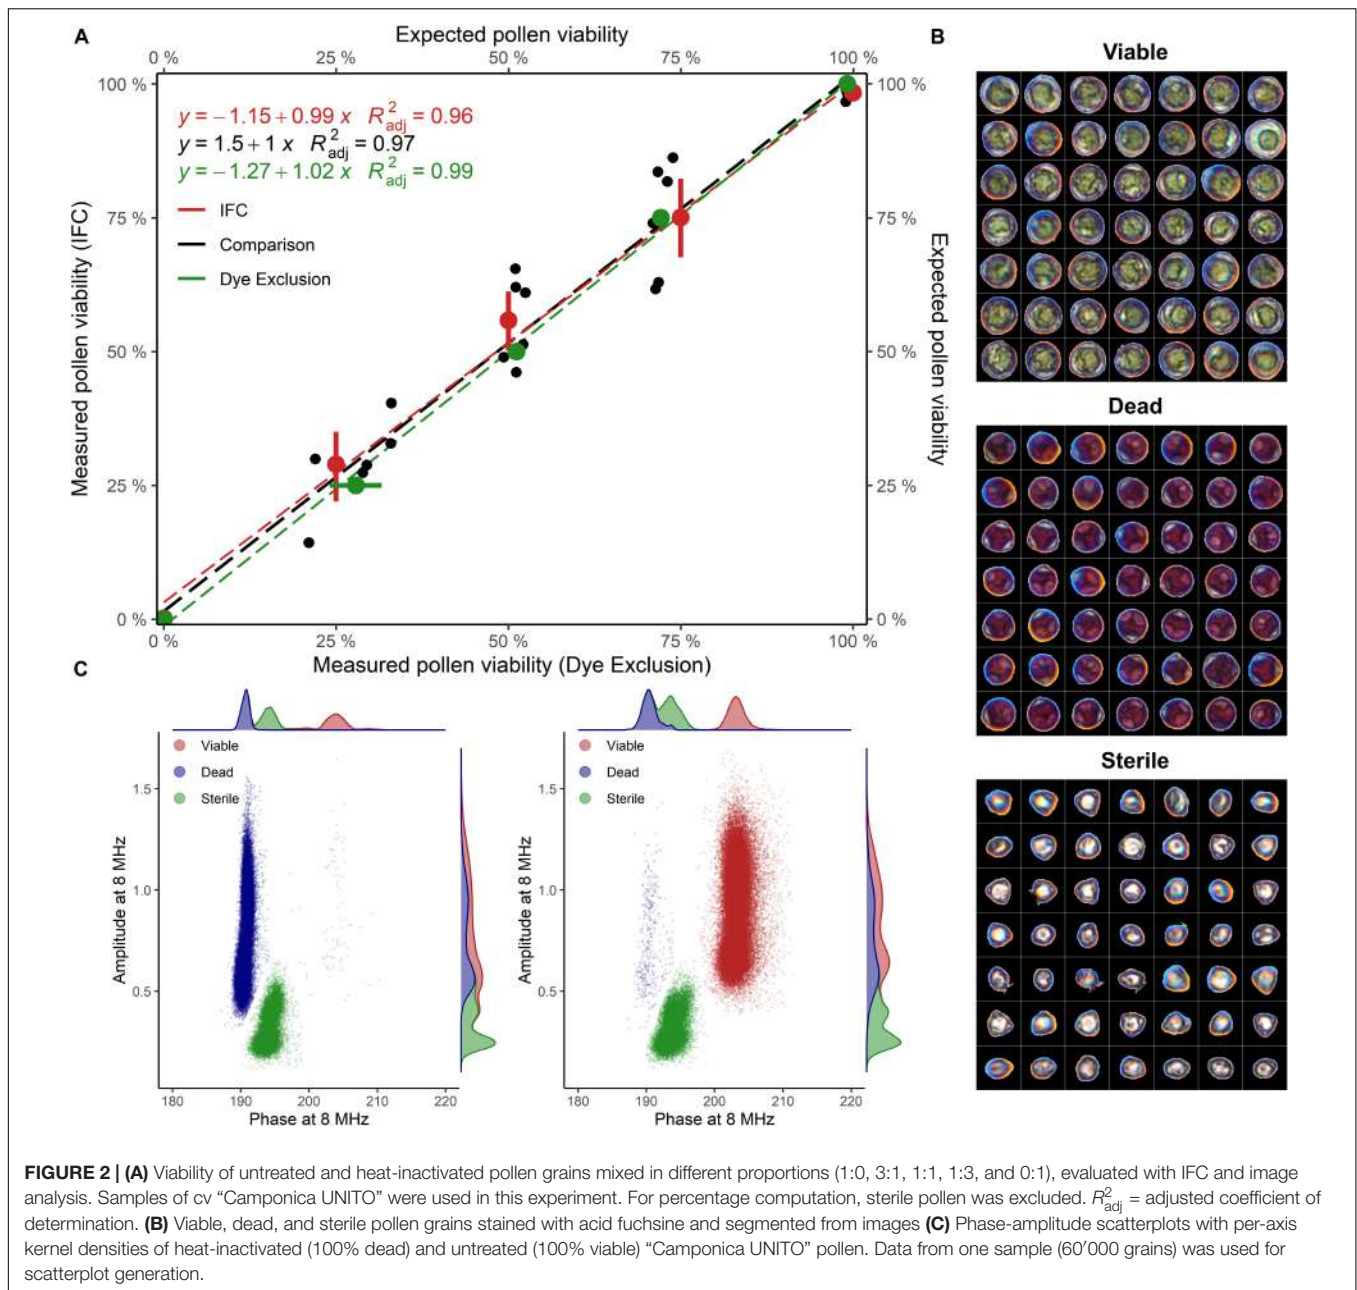 A
Expected pollen viability
0 % 25 % 50 % 75 % 100 %
100 %
75 %
50 %
25 %
0 %
Measured pollen viability (IFC)
y = −1.15 + 0.99 x R²adj = 0.96
y = 1.5 + 1 x R²adj = 0.97
y = −1.27 + 1.02 x R²adj = 0.99
IFC
Comparison
Dye Exclusion
100 %
75 %
50 %
25 %
0 %
Expected pollen viability
0 % 25 % 50 % 75 % 100 %
Measured pollen viability (Dye Exclusion)
B
Viable
Dead
Sterile
C
Viable
Dead
Sterile
1.5
1.0
0.5
Amplitude at 8 MHz
180 190 200 210 220
Phase at 8 MHz
Viable
Dead
Sterile
1.5
1.0
0.5
Amplitude at 8 MHz
180 190 200 210 220
Phase at 8 MHz
FIGURE 2 | (A) Viability of untreated and heat-inactivated pollen grains mixed in different proportions (1:0, 3:1, 1:1, 1:3, and 0:1), evaluated with IFC and image
analysis. Samples of cv “Camponica UNITO” were used in this experiment. For percentage computation, sterile pollen was excluded. R²adj = adjusted coefficient of
determination. (B) Viable, dead, and sterile pollen grains stained with acid fuchsine and segmented from images (C) Phase-amplitude scatterplots with per-axis
kernel densities of heat-inactivated (100% dead) and untreated (100% viable) “Camponica UNITO” pollen. Data from one sample (60′000 grains) was used for
scatterplot generation.